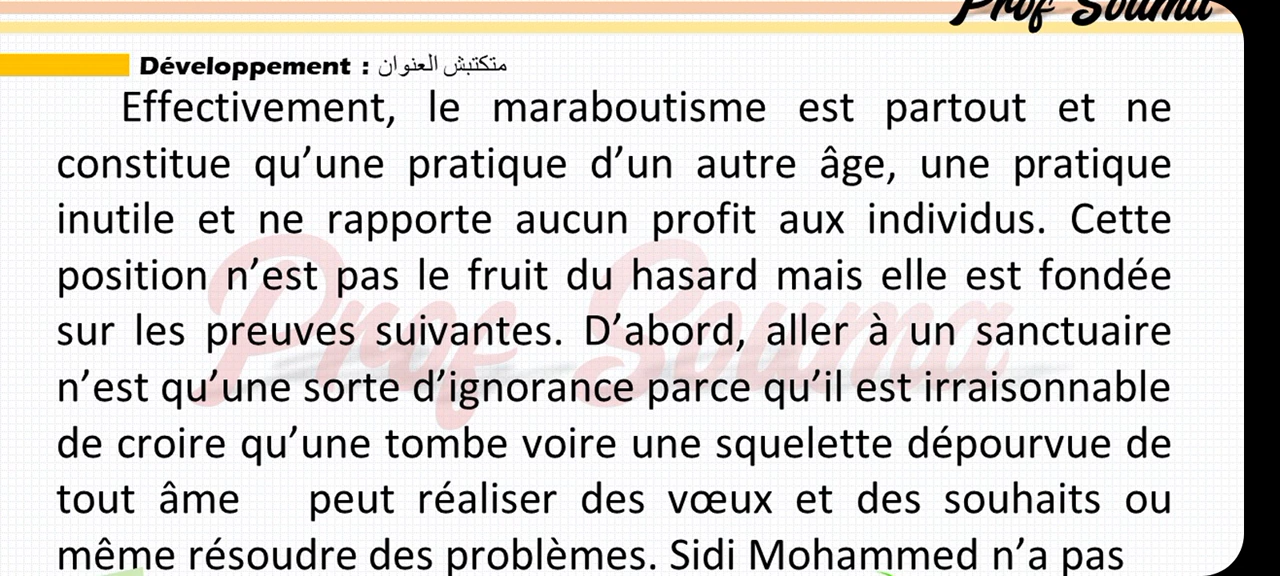 Prof Souma
Développement : متكتبش العنوان
Effectivement, le maraboutisme est partout et ne
constitue qu’une pratique d’un autre âge, une pratique
inutile et ne rapporte aucun profit aux individus. Cette
position n’est pas le fruit du hasard mais elle est fondée
sur les preuves suivantes. D’abord, aller à un sanctuaire
n’est qu’une sorte d’ignorance parce qu’il est irraisonnable
de croire qu’une tombe voire une squelette dépourvue de
tout âme peut réaliser des vœux et des souhaits ou
même résoudre des problèmes. Sidi Mohammed n’a pas
Prof Souma